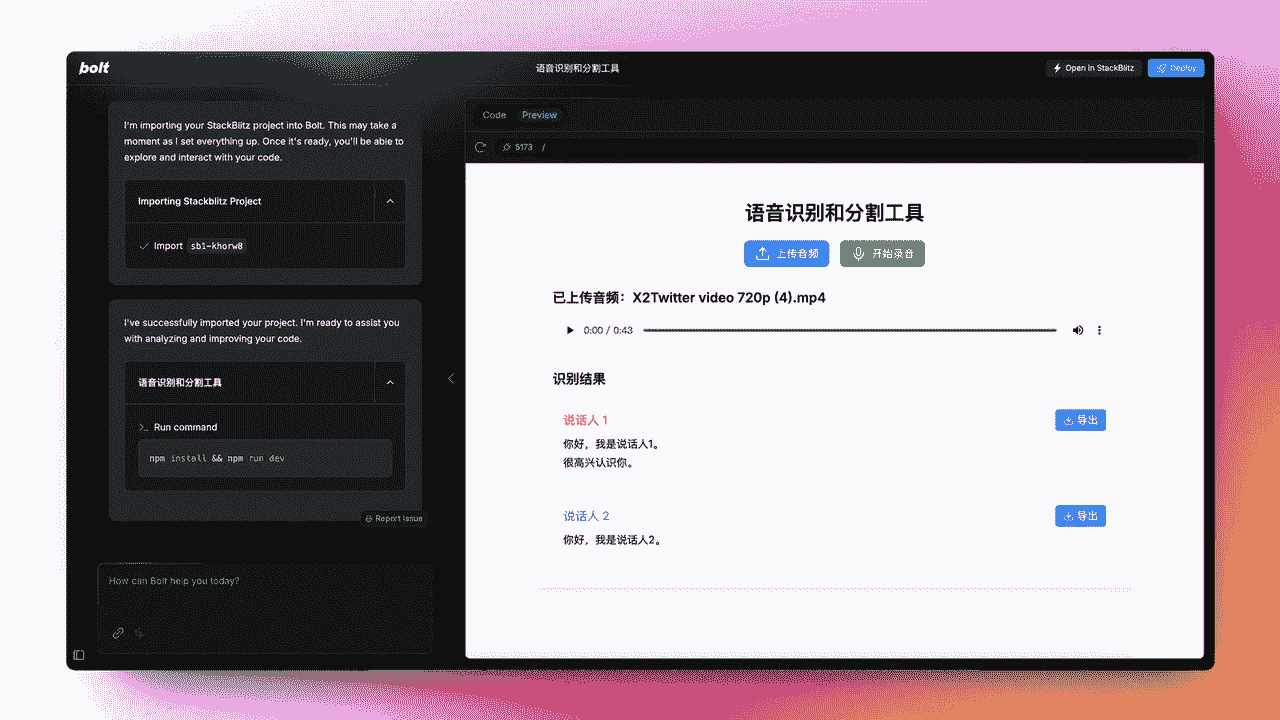 bolt
语音识别和分割工具
Open in StackBlitz
Deploy
I'm importing your StackBlitz project into Bolt. This may take a
moment as I set everything up. Once it's ready, you'll be able to
explore and interact with your code.
Importing Stackblitz Project
Import sb1-khorw8
I've successfully imported your project. I'm ready to assist you
with analyzing and improving your code.
语音识别和分割工具
Run command
npm install && npm run dev
Report Issue
How can Bolt help you today?
Code
Preview
5173 /
语音识别和分割工具
上传音频
开始录音
已上传音频：X2Twitter video 720p (4).mp4
0:00 / 0:43
识别结果
说话人 1
导出
你好，我是说话人1。
很高兴认识你。
说话人 2
导出
你好，我是说话人2。